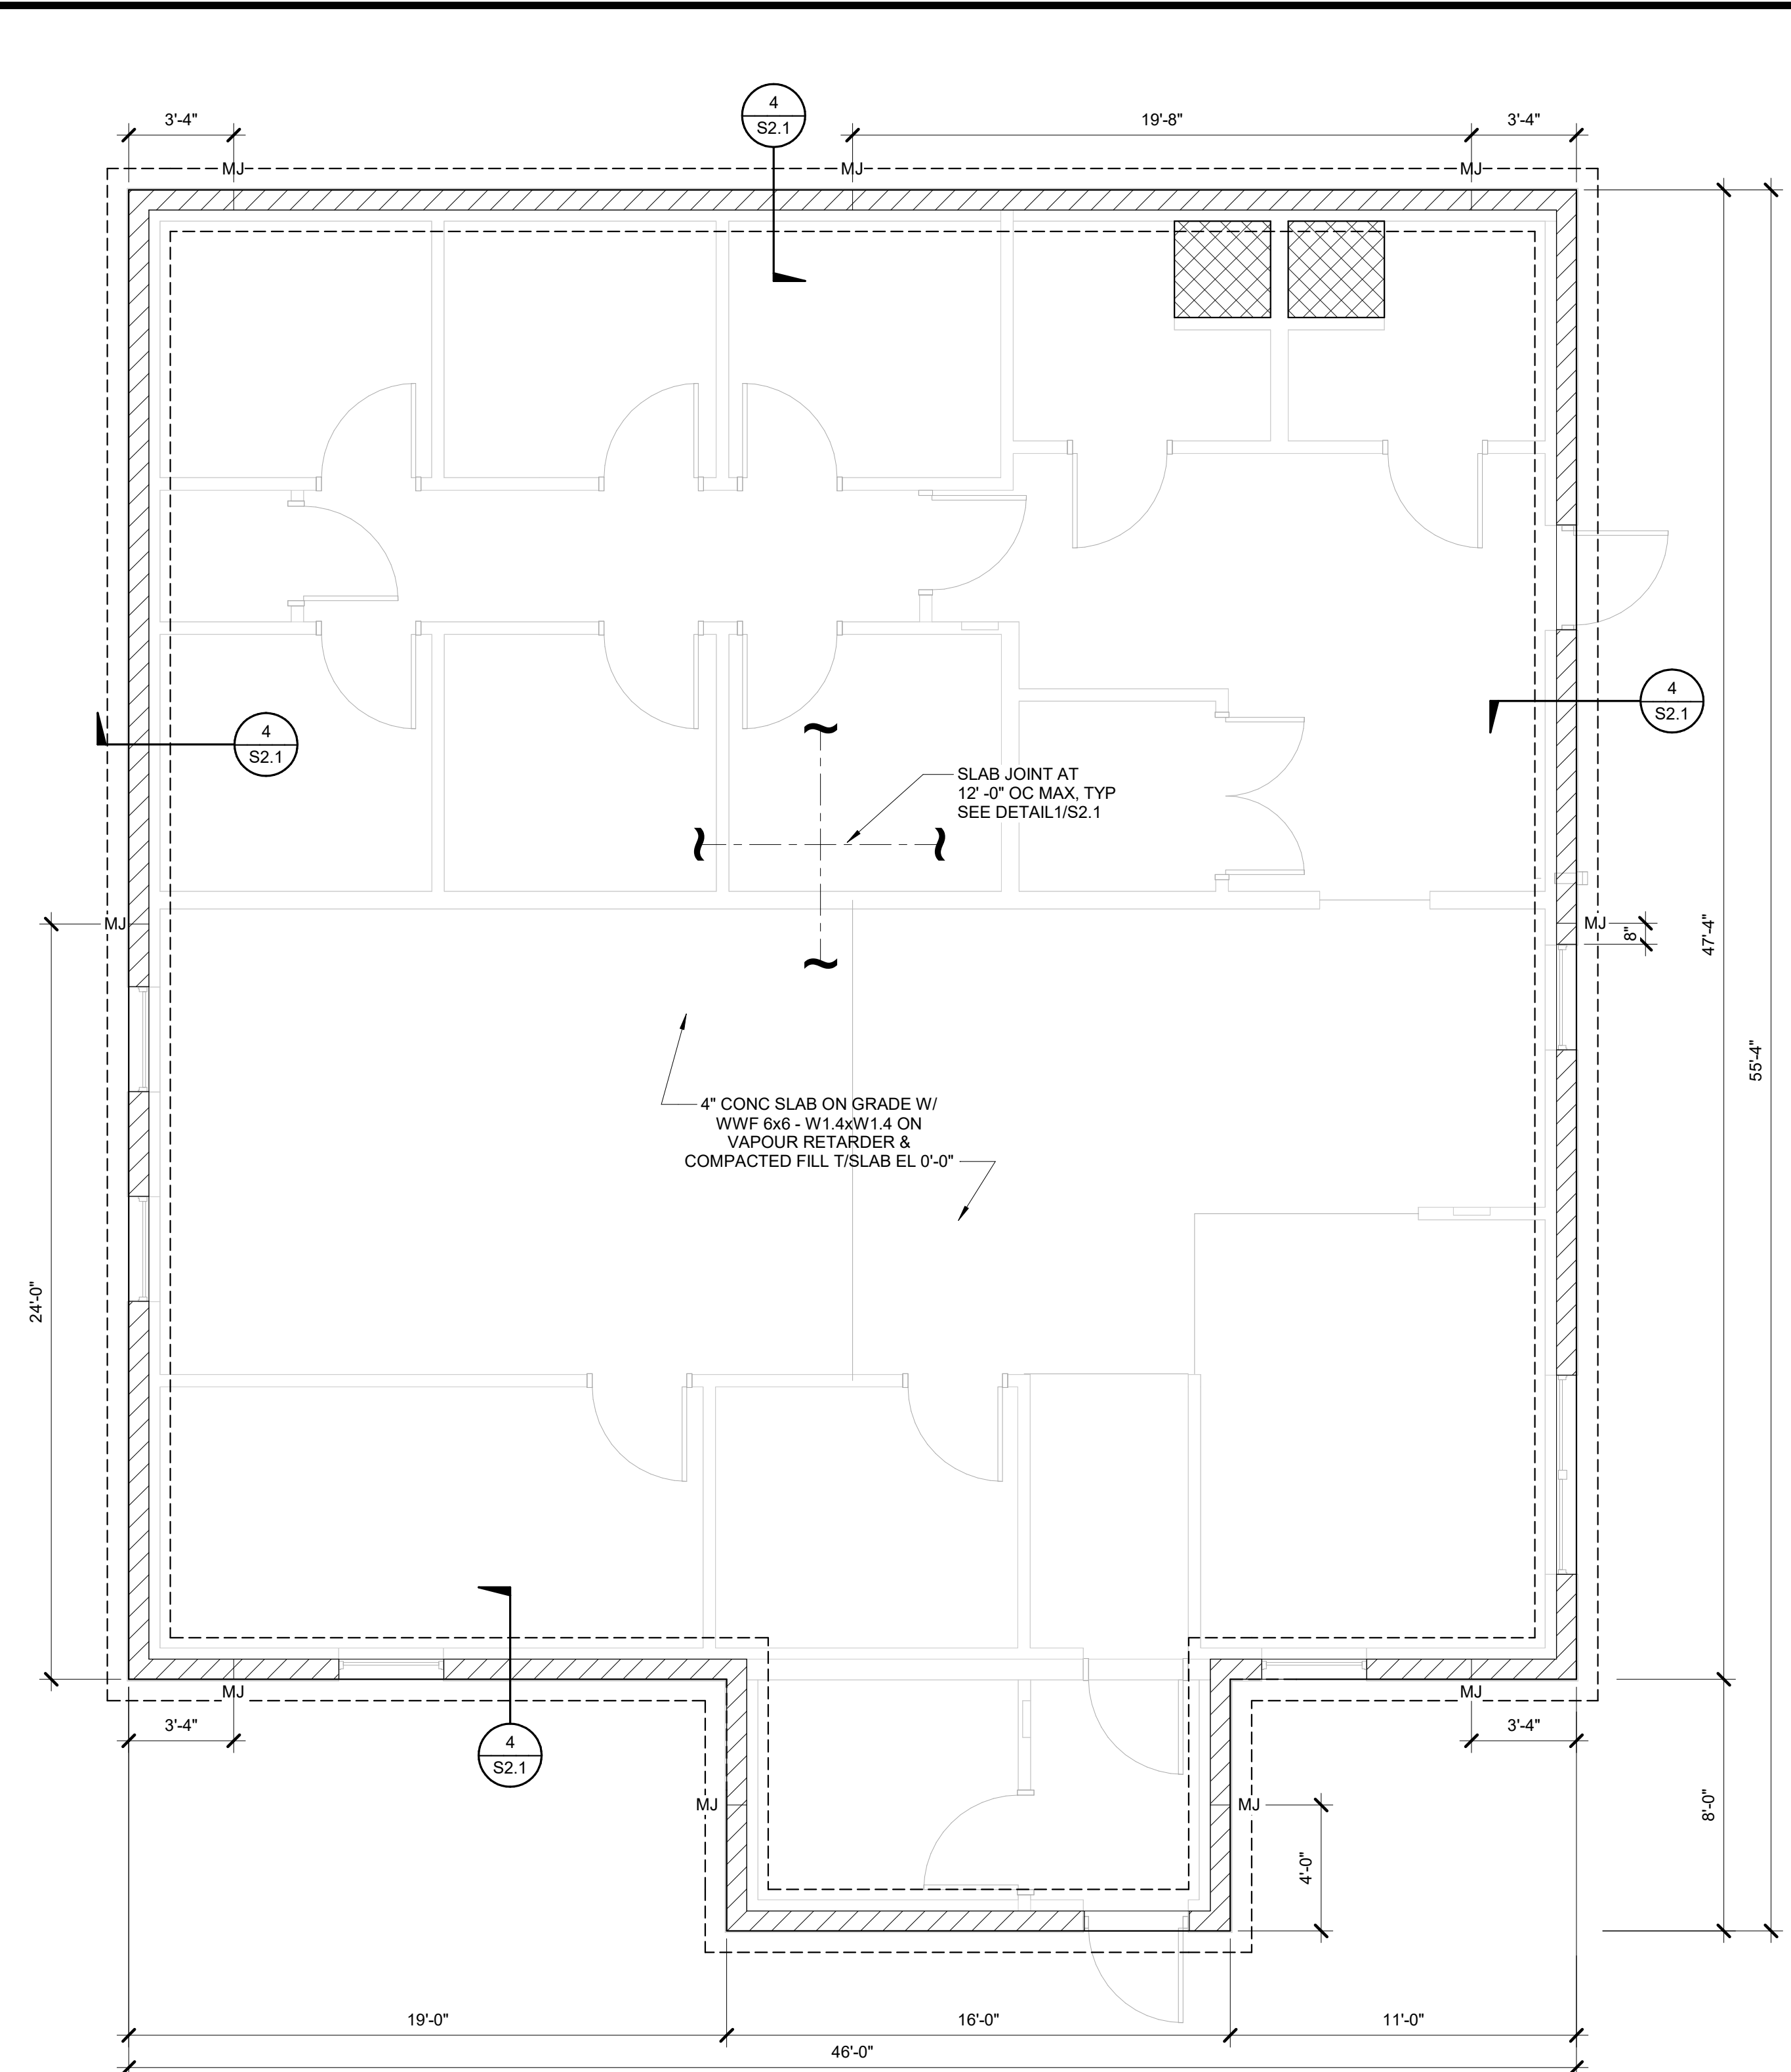 4
S2.1
3'-4"
19'-8"
3'-4"
MJ
MJ
MJ
4
S2.1
4
S2.1
SLAB JOINT AT
12' -0" OC MAX, TYP
SEE DETAIL1/S2.1
MJ
MJ
8"
47'-4"
55'-4"
4" CONC SLAB ON GRADE W/
WWF 6x6 - W1.4xW1.4 ON
VAPOUR RETARDER &
COMPACTED FILL T/SLAB EL 0'-0"
24'-0"
MJ
MJ
3'-4"
3'-4"
4
S2.1
MJ
MJ
8'-0"
4'-0"
19'-0"
16'-0"
11'-0"
46'-0"